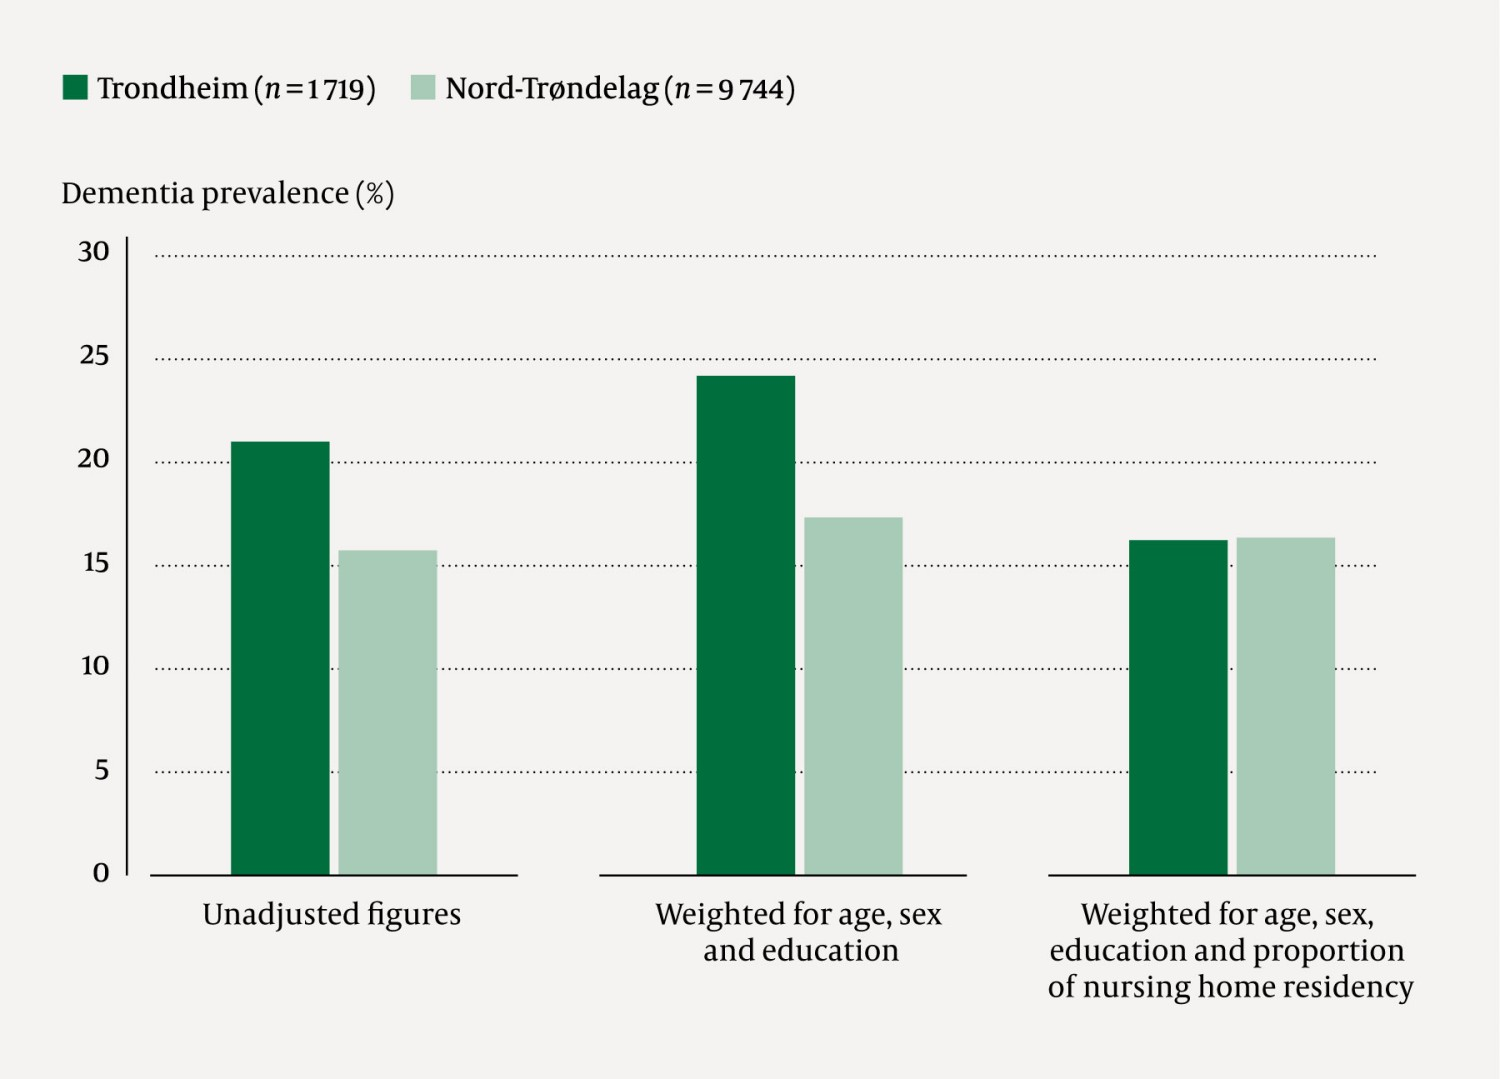 Trondheim (n = 1 719) Nord-Trøndelag (n = 9 744)
Dementia prevalence (%)
30
25
20
15
10
5
0
Unadjusted figures
Weighted for age, sex
and education
Weighted for age, sex,
education and proportion
of nursing home residency